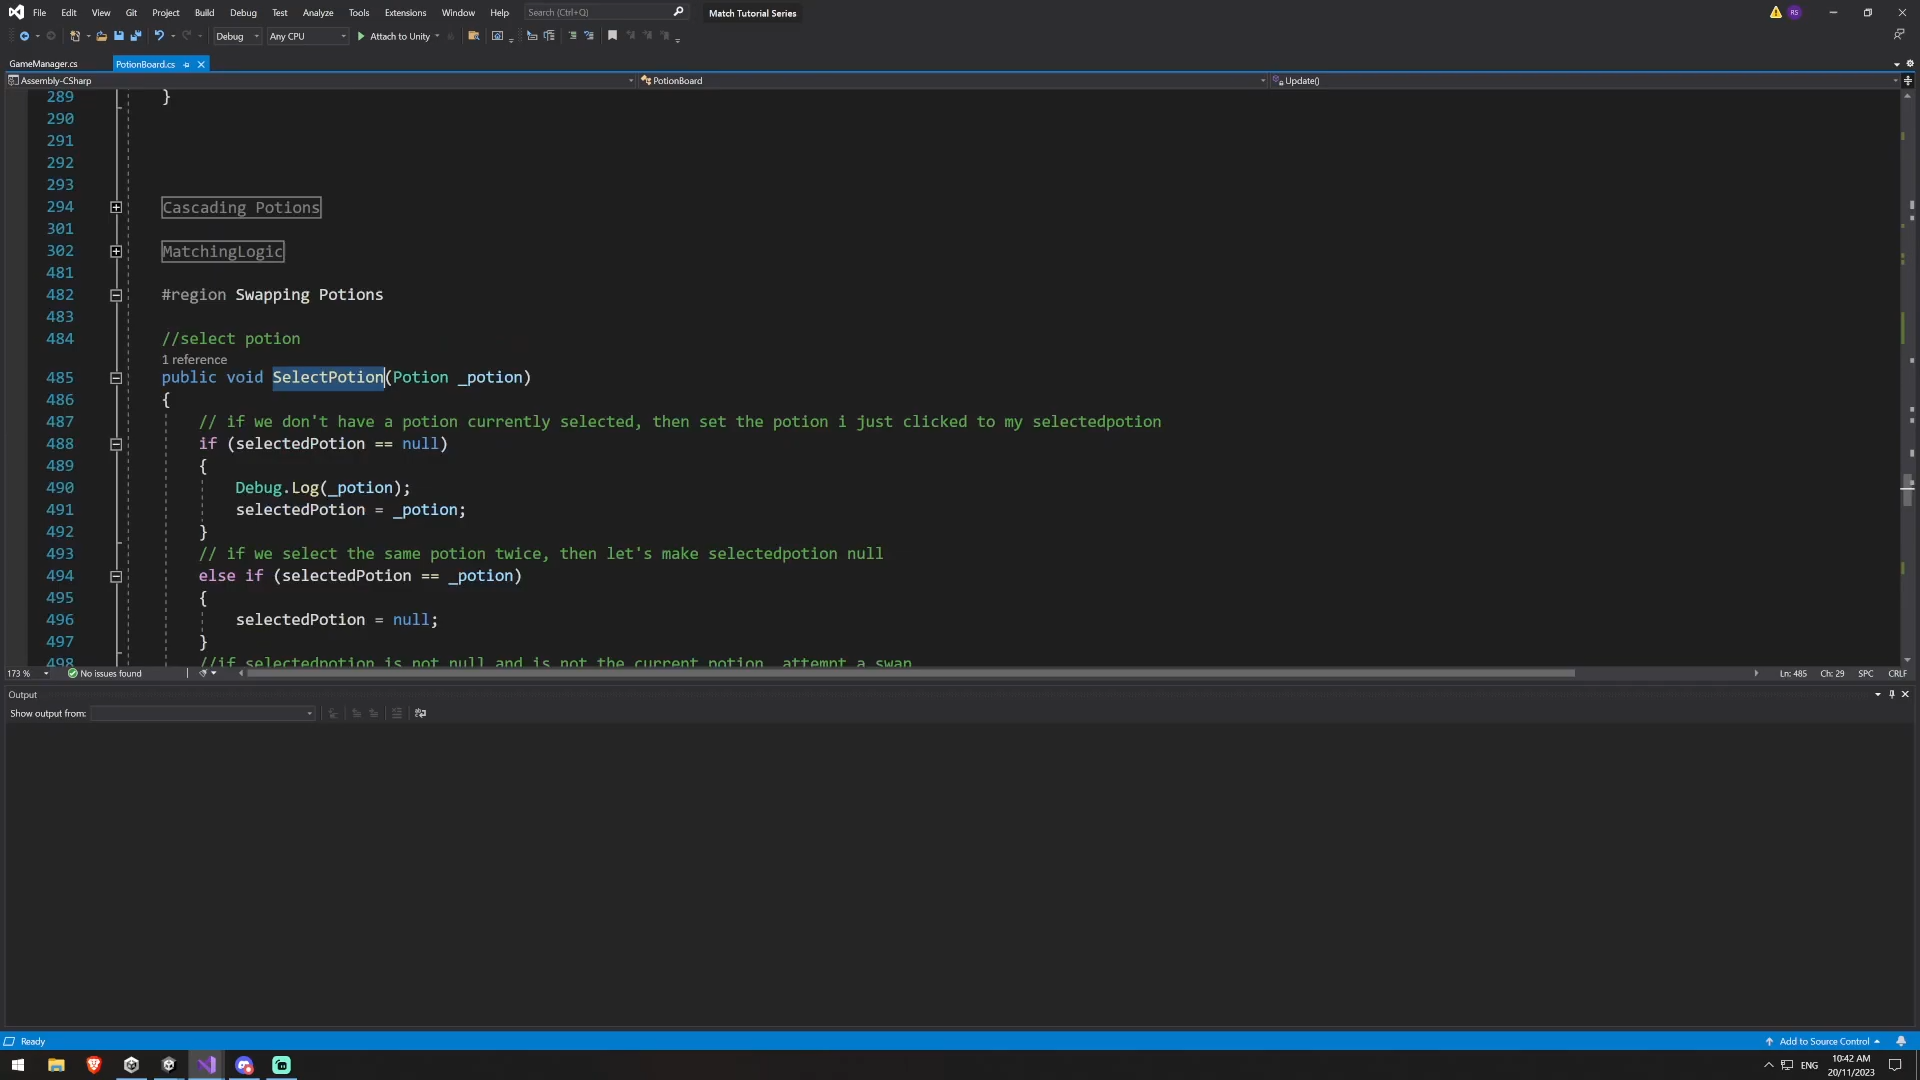 File Edit View Git Project Build Debug Test Analyze Tools Extensions Window Help Search (Ctrl+Q) Match Tutorial Series RS
Debug Any CPU Attach to Unity
GameManager.cs PotionBoard.cs
Assembly-CSharp PotionBoard Update()
289 }
290
291
292
293
294 Cascading Potions
301
302 MatchingLogic
481
482 #region Swapping Potions
483
484 //select potion
1 reference
485 public void SelectPotion(Potion _potion)
486 {
487 // if we don't have a potion currently selected, then set the potion i just clicked to my selectedpotion
488 if (selectedPotion == null)
489 {
490 Debug.Log(_potion);
491 selectedPotion = _potion;
492 }
493 // if we select the same potion twice, then let's make selectedpotion null
494 else if (selectedPotion == _potion)
495 {
496 selectedPotion = null;
497 }
498 //if selectedpotion is not null and is not the current potion, attempt a swap
173 % No issues found Ln: 485 Ch: 29 SPC CRLF
Output
Show output from:
Ready Add to Source Control
ENG 10:42 AM
20/11/2023